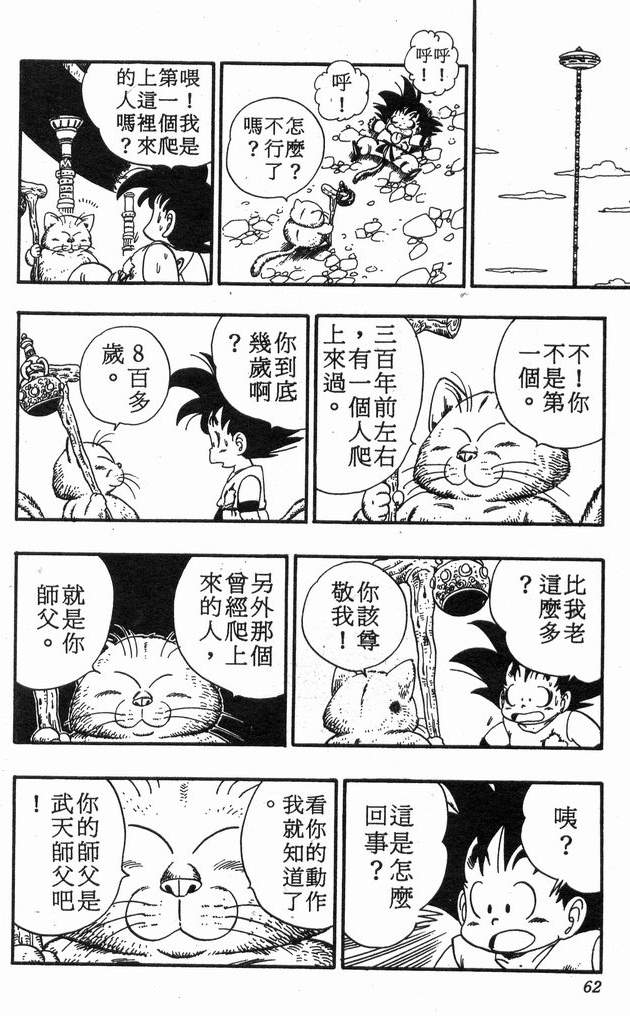 呼呼
！！
呼
！
怎麼？
不行了
嗎？
喂！我是
第一個爬
上這裡來
的人嗎？
不！你
不是第
一個。
三百年前左右
，有一個人爬
上來過。
你到底
幾歲啊
？
8百多
歲。
比我老
這麼多
？
你該尊
敬我！
另外那個
曾經爬上
來的人，
就是你
師父。
咦？
這是怎麼
回事？
看你的動作
我就知道了
。
你的師父是
武天師父吧
！
62